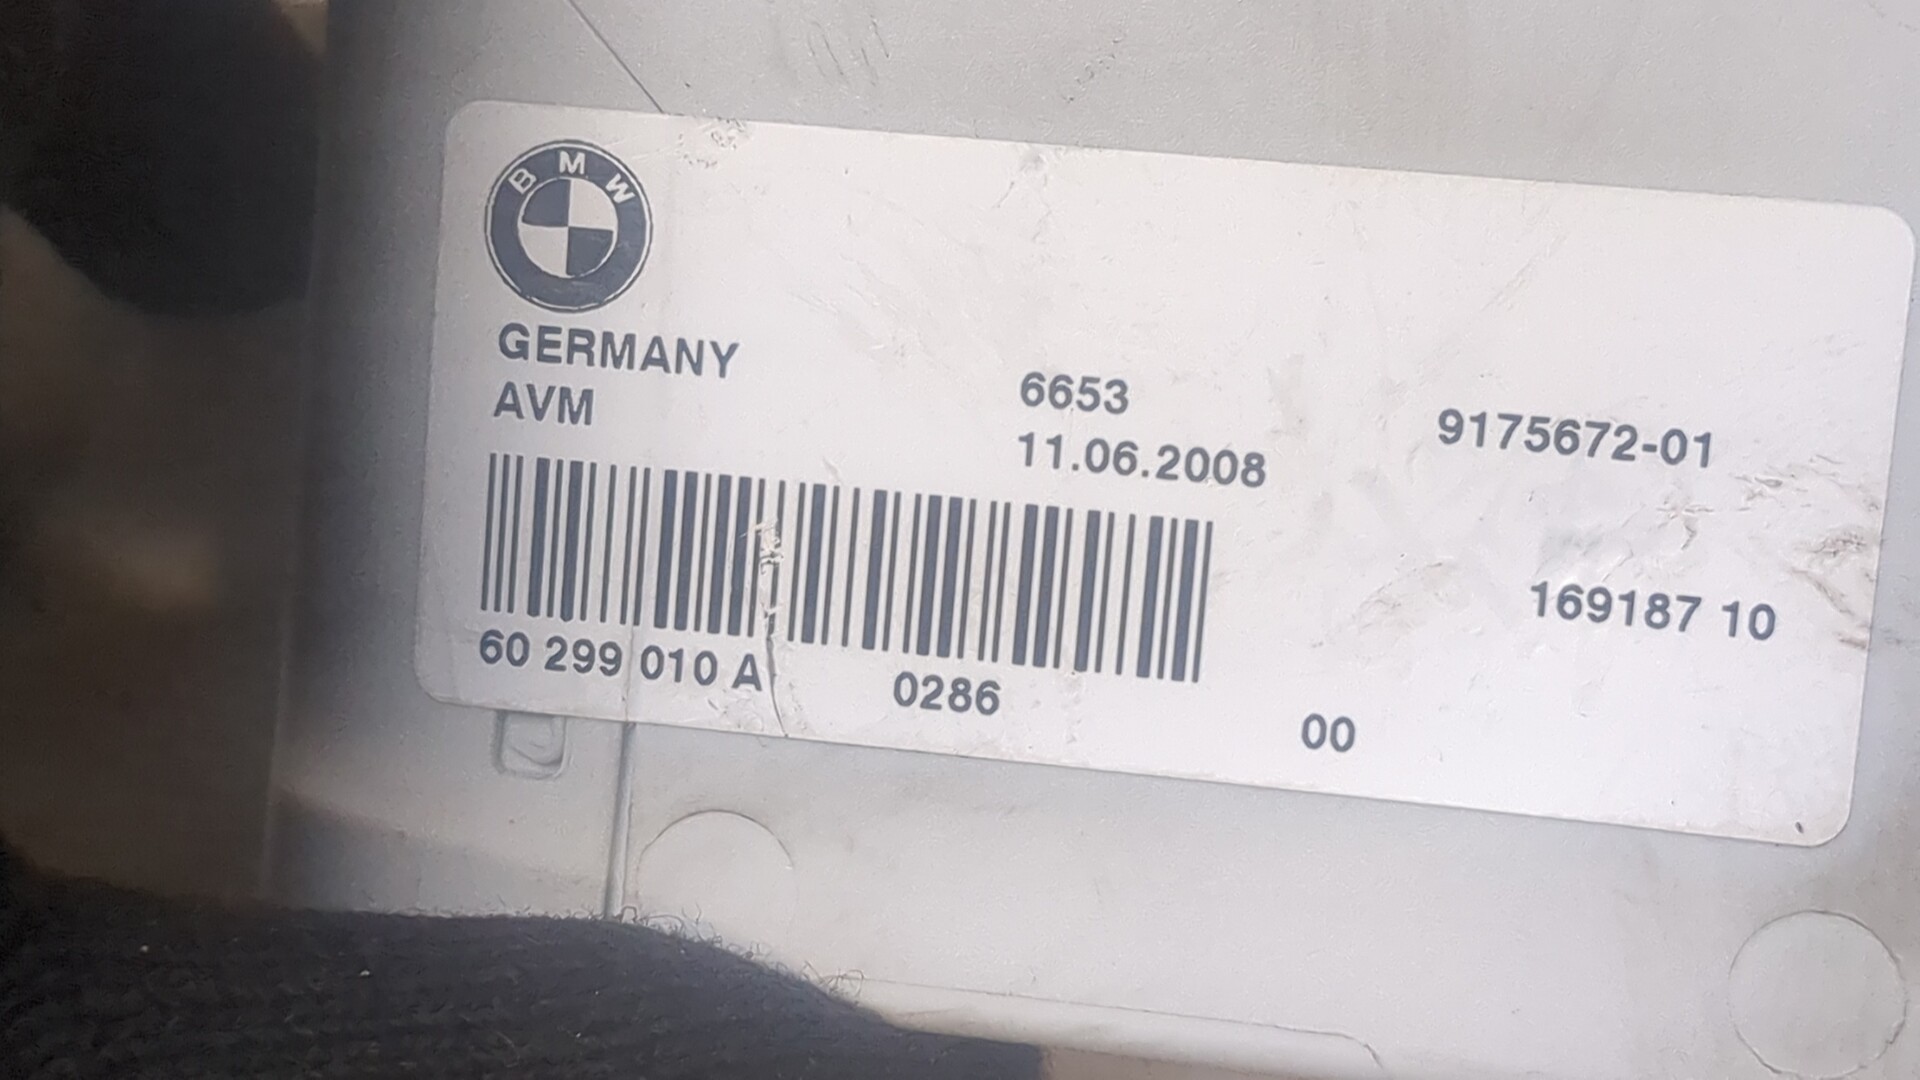 BMW
GERMANY 6653 9175672-01
AVM 11.06.2008
169187 10
60 299 010 A 0286 00